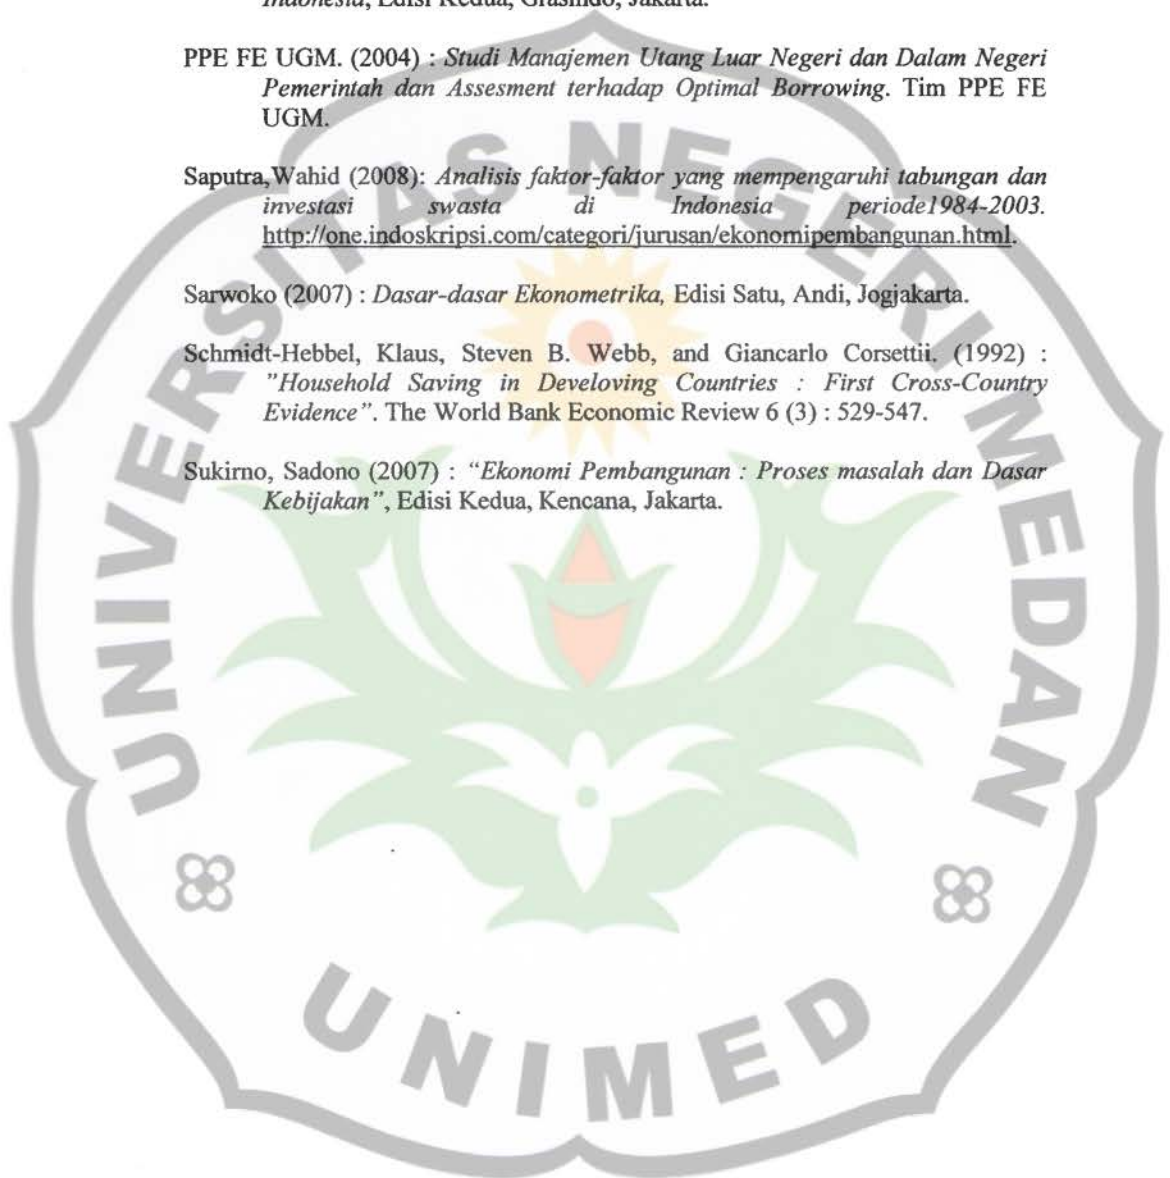 Indonesia, Edisi Kedua, Grasindo, Jakarta.
PPE FE UGM. (2004) : Studi Manajemen Utang Luar Negeri dan Dalam Negeri
Pemerintah dan Assesment terhadap Optimal Borrowing. Tim PPE FE
UGM.
Saputra,Wahid (2008): Analisis faktor-faktor yang mempengaruhi tabungan dan
investasi swasta di Indonesia periode1984-2003.
http://one.indoskripsi.com/categori/jurusan/ekonomipembangunan.html.
Sarwoko (2007) : Dasar-dasar Ekonometrika, Edisi Satu, Andi, Jogjakarta.
Schmidt-Hebbel, Klaus, Steven B. Webb, and Giancarlo Corsettii. (1992) :
"Household Saving in Develoving Countries : First Cross-Country
Evidence". The World Bank Economic Review 6 (3) : 529-547.
Sukirno, Sadono (2007) : "Ekonomi Pembangunan : Proses masalah dan Dasar
Kebijakan", Edisi Kedua, Kencana, Jakarta.
UNIVERSITAS NEGERI MEDAN
UNIMED